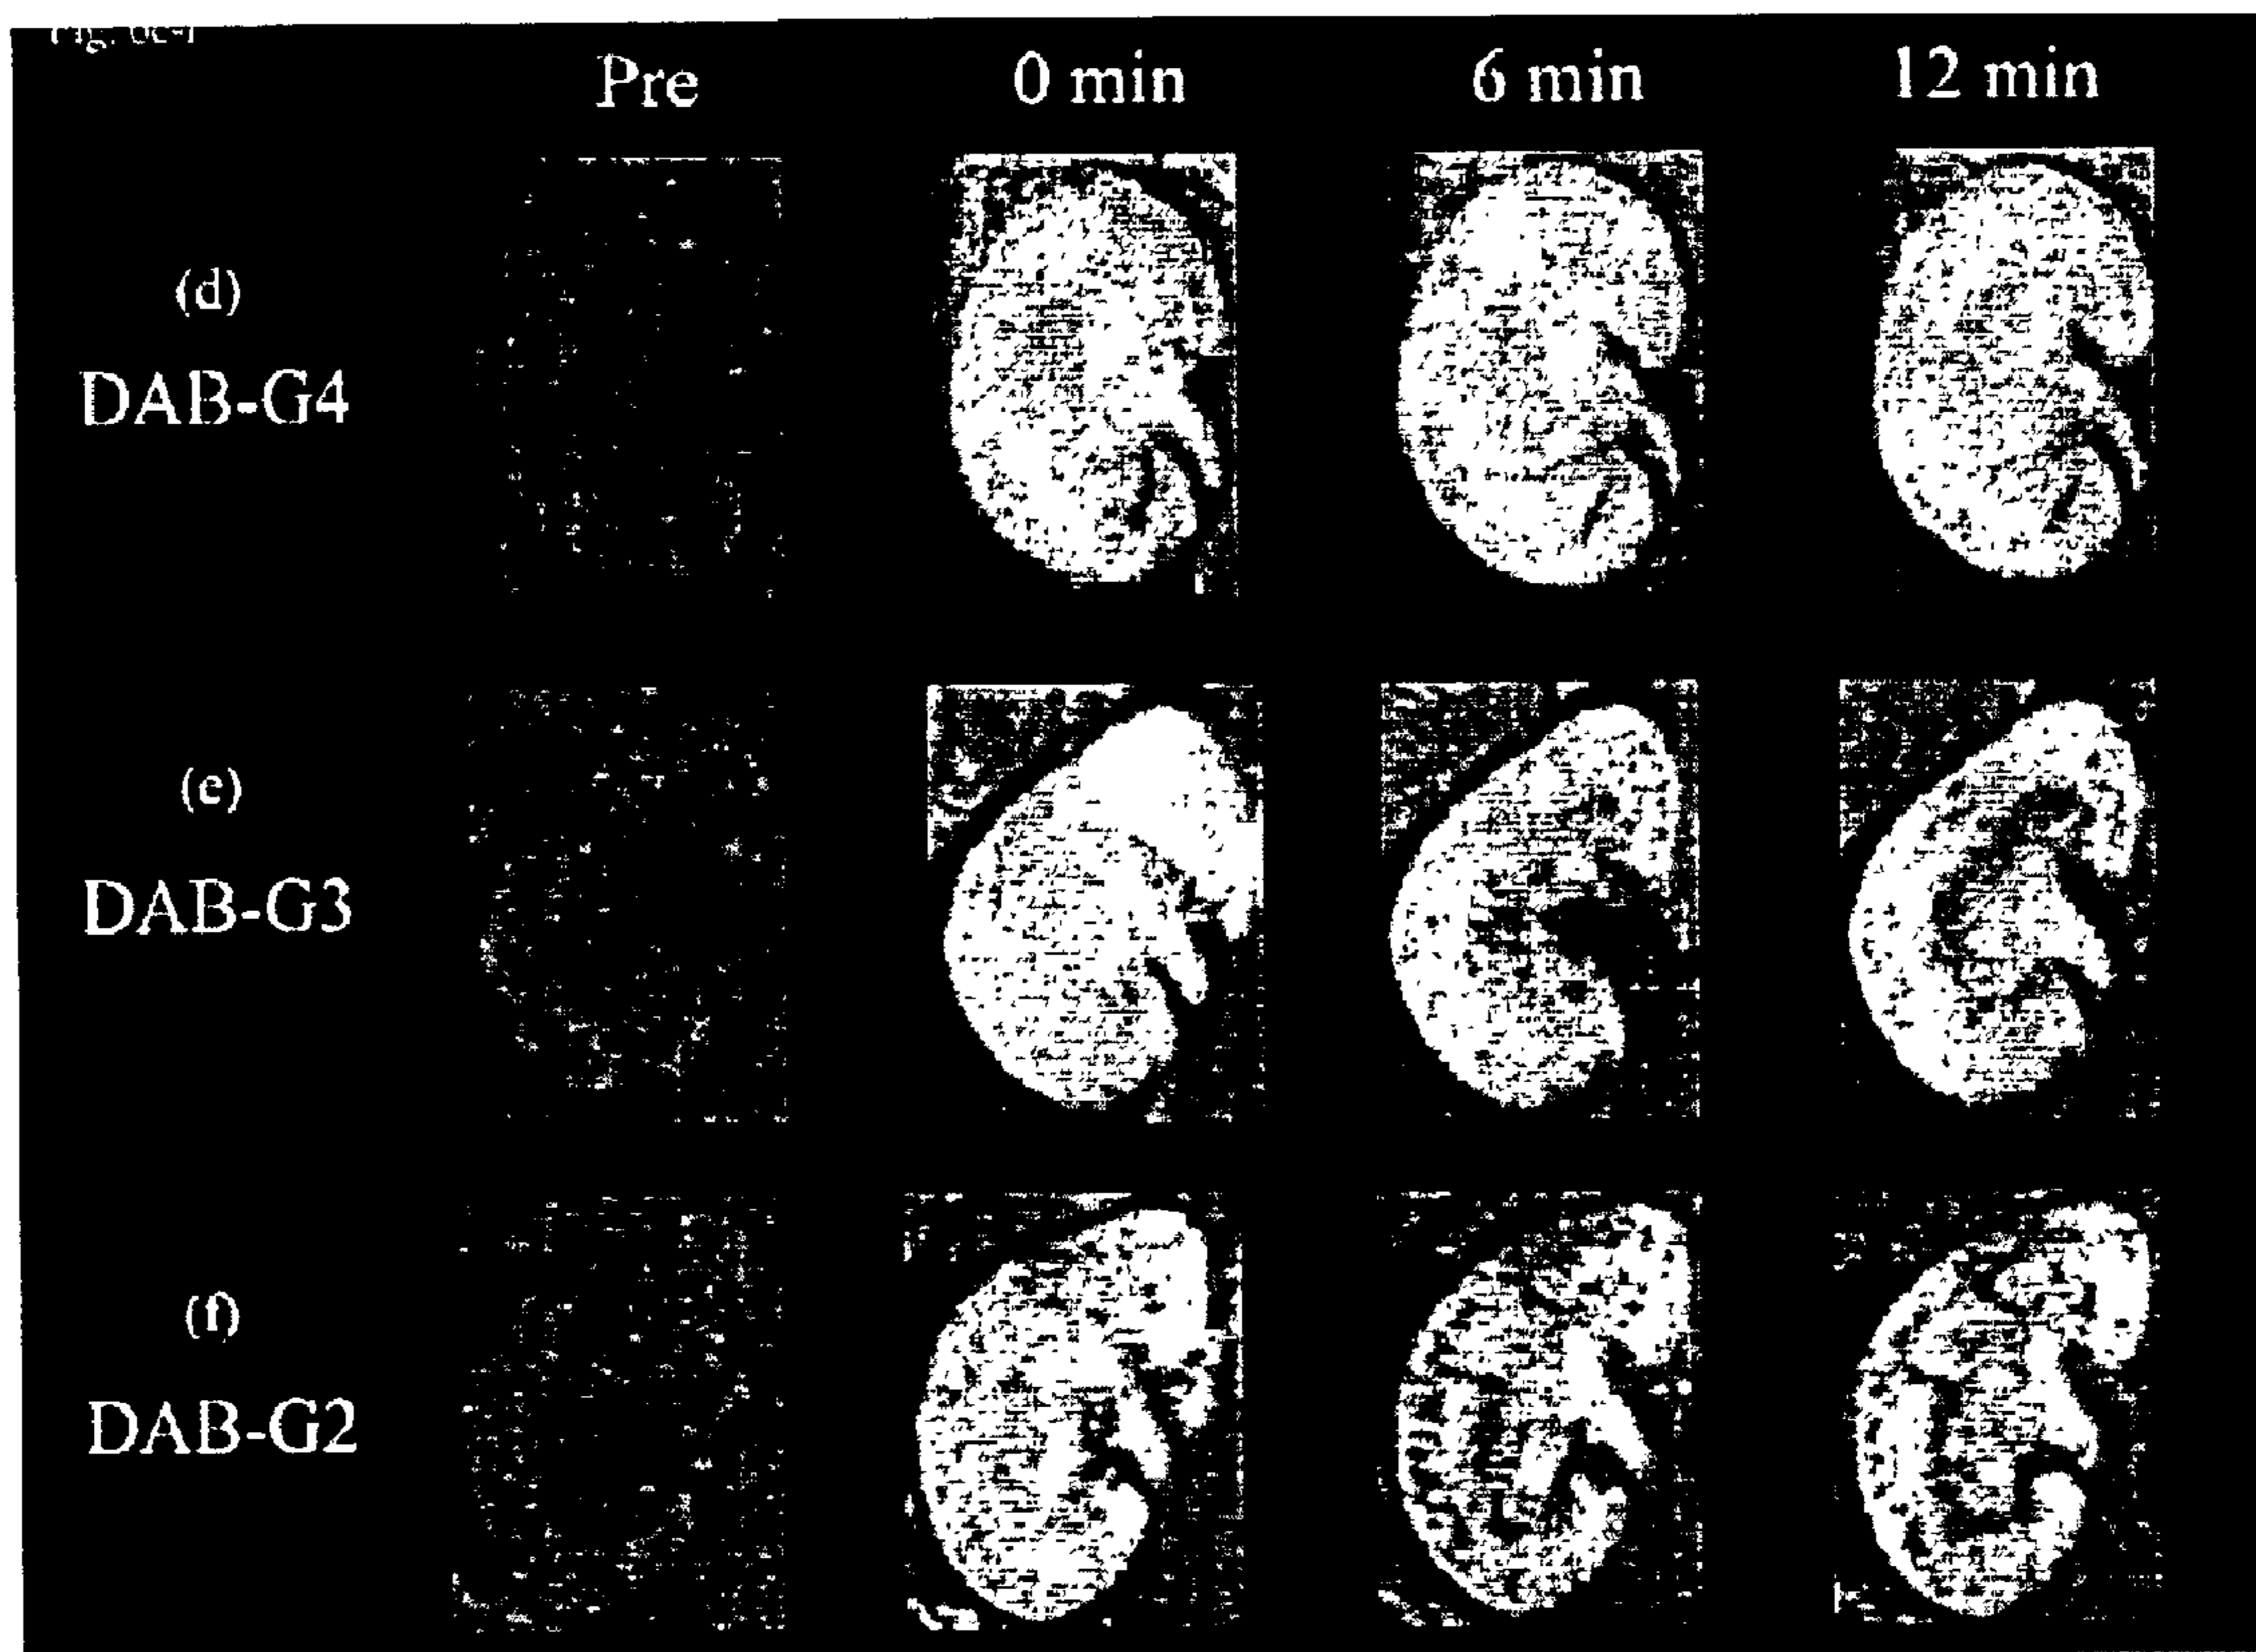 Pre 0 min 6 min 12 min
(d)
DAB-G4
(e)
DAB-G3
(f)
DAB-G2